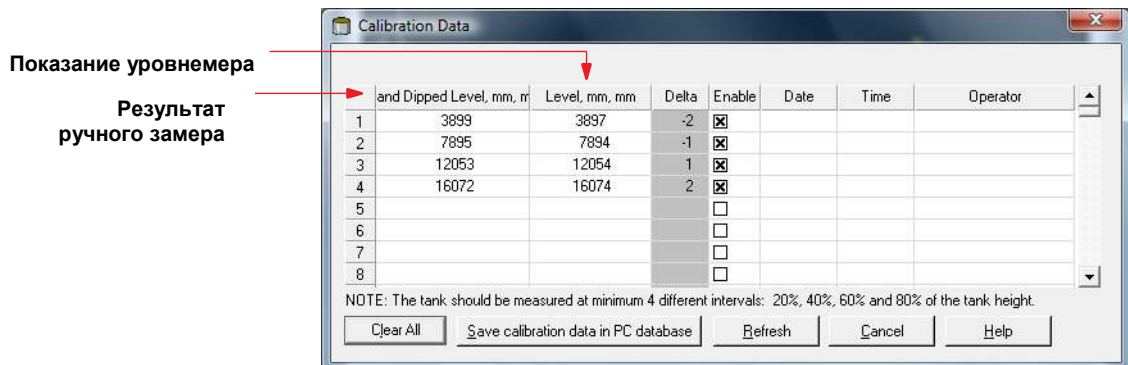 Calibration Data
Показание уровнемера
Результат
ручного замера
and Dipped Level, mm, m Level, mm, mm Delta Enable Date Time Operator
1 3899 3897 -2
2 7895 7894 -1
3 12053 12054 1
4 16072 16074 2
5
6
7
8
NOTE: The tank should be measured at minimum 4 different intervals: 20%, 40%, 60% and 80% of the tank height.
Clear All Save calibration data in PC database Refresh Cancel Help